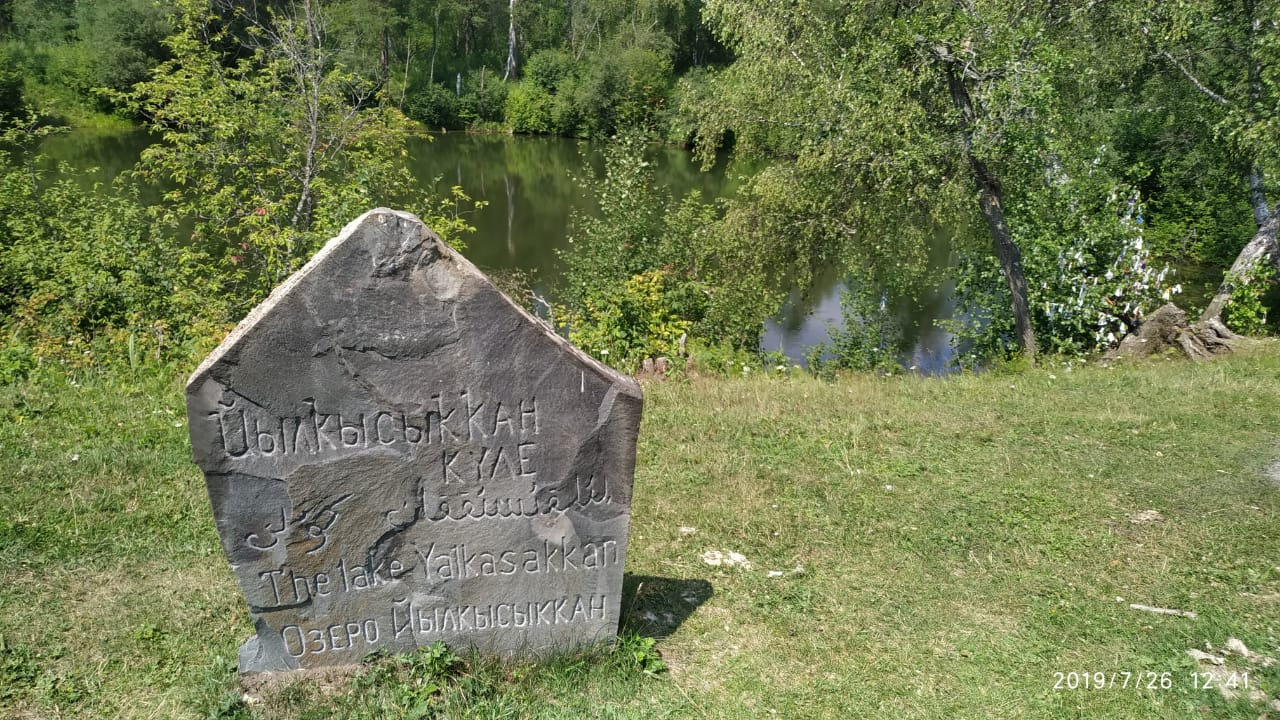 Йылкысыккан
күле
The lake Yalkasakkan
Озеро Йылкысыккан
2019/7/26 12:41